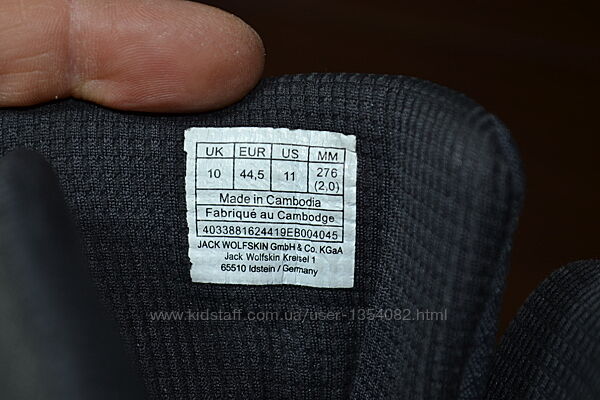 UK EUR US MM
10 44,5 11 276 (2,0)
Made in Cambodia
Fabriqué au Cambodge
4033881624419EB004045
JACK WOLFSKIN GmbH & Co. KGaA
Jack Wolfskin Kreisel 1
65510 Idstein / Germany
www.kidstaff.com.ua/user-1354082.html